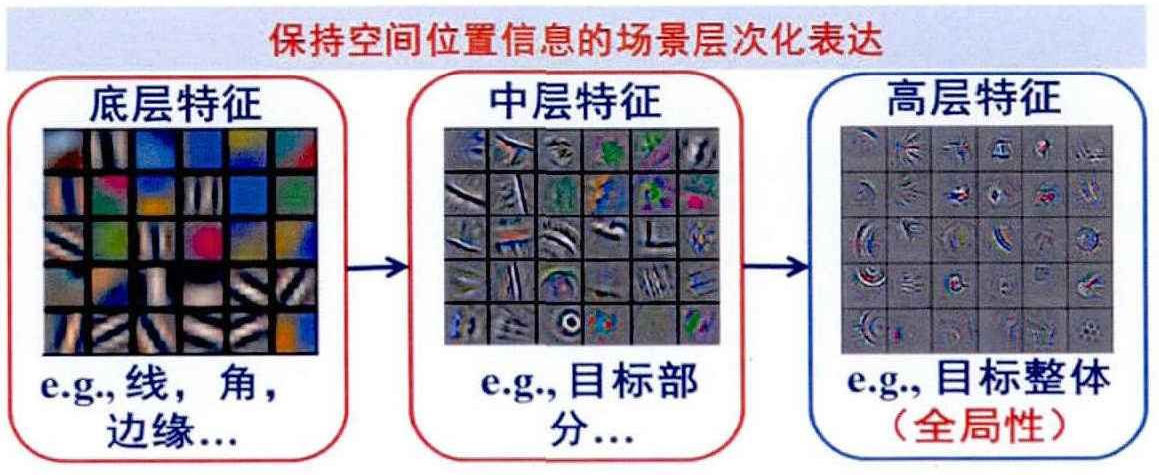 保持空间位置信息的场景层次化表达
底层特征
e.g., 线，角，
边缘…
中层特征
e.g., 目标部
分…
高层特征
e.g., 目标整体
（全局性）